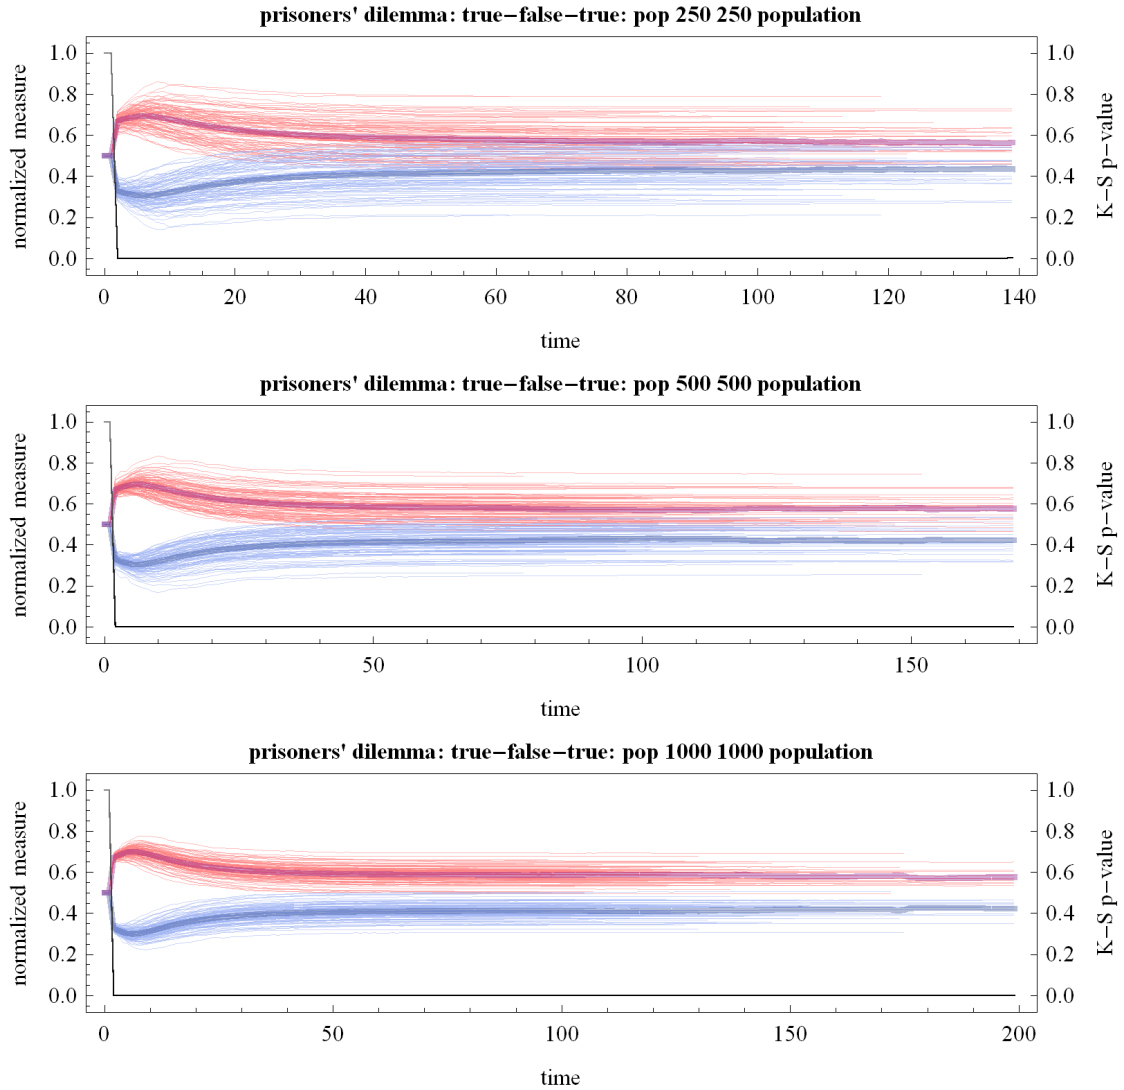 prisoners' dilemma: true−false−true: pop 250 250 population
normalized measure
1.0
0.8
0.6
0.4
0.2
0.0
1.0
0.8
0.6
0.4
0.2
0.0
K−S p−value
0 20 40 60 80 100 120 140
time
prisoners' dilemma: true−false−true: pop 500 500 population
normalized measure
1.0
0.8
0.6
0.4
0.2
0.0
1.0
0.8
0.6
0.4
0.2
0.0
K−S p−value
0 50 100 150
time
prisoners' dilemma: true−false−true: pop 1000 1000 population
normalized measure
1.0
0.8
0.6
0.4
0.2
0.0
1.0
0.8
0.6
0.4
0.2
0.0
K−S p−value
0 50 100 150 200
time